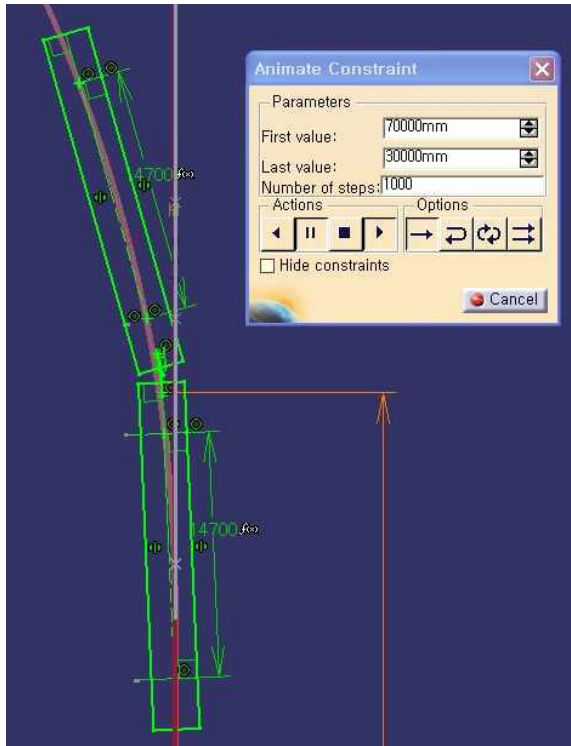 Animate Constraint
Parameters
First value: 70000mm
Last value: 30000mm
Number of steps: 1000
Actions
Options
Hide constraints
Cancel
4700 f(x)
14700 f(x)